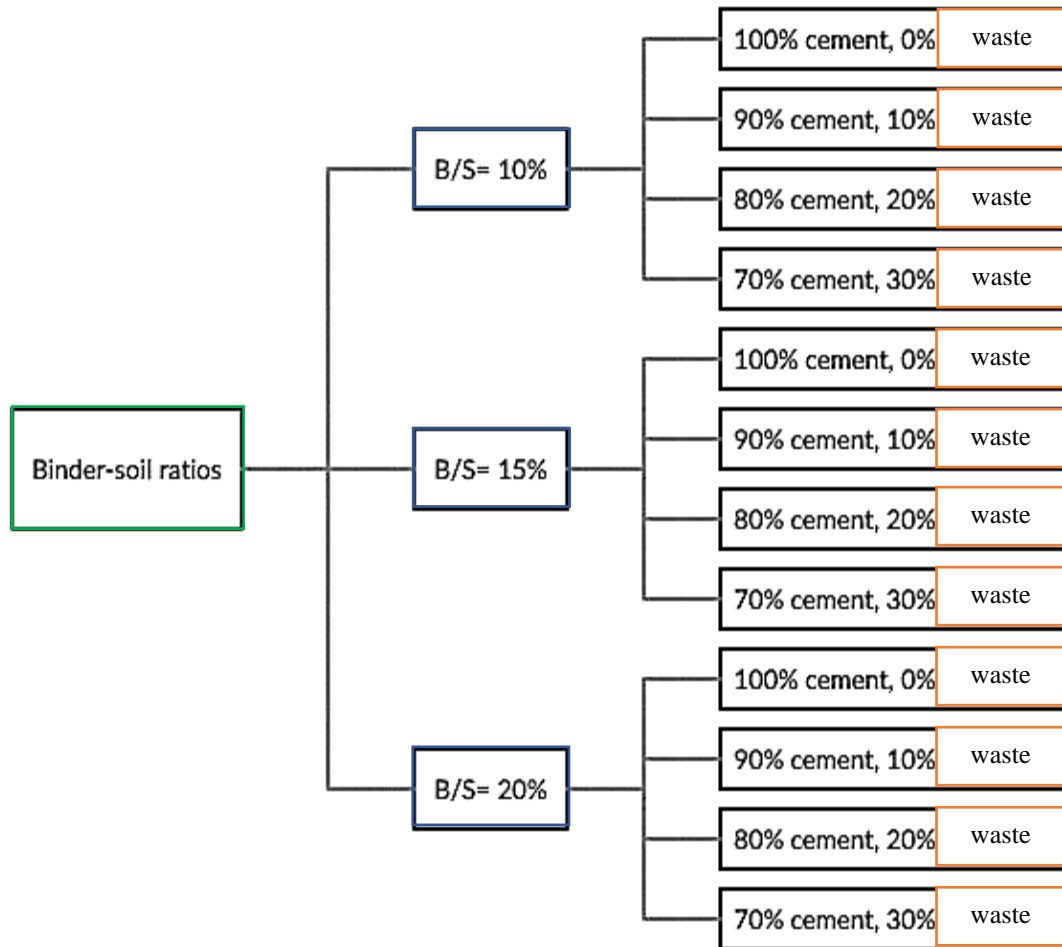 100% cement, 0% waste
90% cement, 10% waste
B/S= 10%
80% cement, 20% waste
70% cement, 30% waste
100% cement, 0% waste
90% cement, 10% waste
Binder-soil ratios
B/S= 15%
80% cement, 20% waste
70% cement, 30% waste
100% cement, 0% waste
90% cement, 10% waste
B/S= 20%
80% cement, 20% waste
70% cement, 30% waste